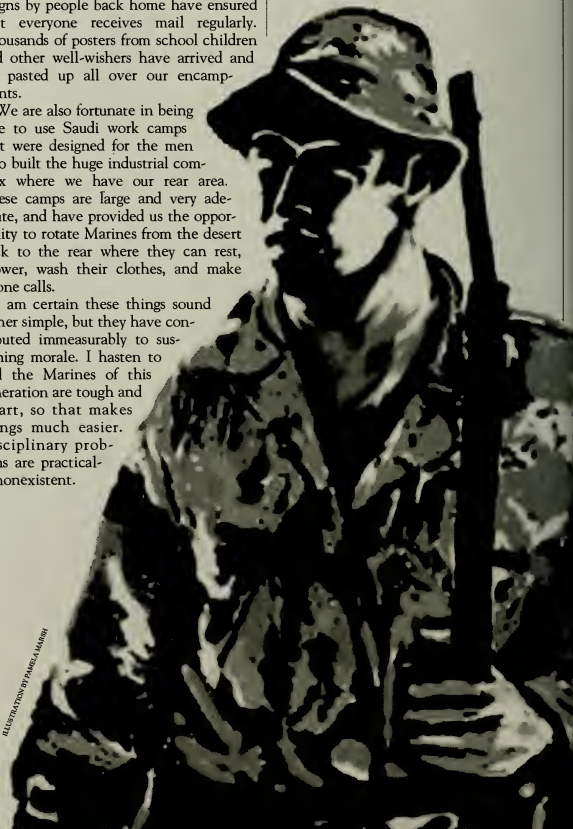 gns by people back home have ensured
t everyone receives mail regularly.
ousands of posters from school children
d other well-wishers have arrived and
pasted up all over our encamp-
nts.
We are also fortunate in being
e to use Saudi work camps
t were designed for the men
o built the huge industrial com-
x where we have our rear area.
ese camps are large and very ade-
ate, and have provided us the oppor-
ity to rotate Marines from the desert
ck to the rear where they can rest,
ower, wash their clothes, and make
one calls.
am certain these things sound
her simple, but they have con-
buted immeasurably to sus-
ning morale. I hasten to
l the Marines of this
neration are tough and
art, so that makes
ngs much easier.
sciplinary prob-
ns are practical-
nonexistent.
ILLUSTRATION BY PAMELA MARSH